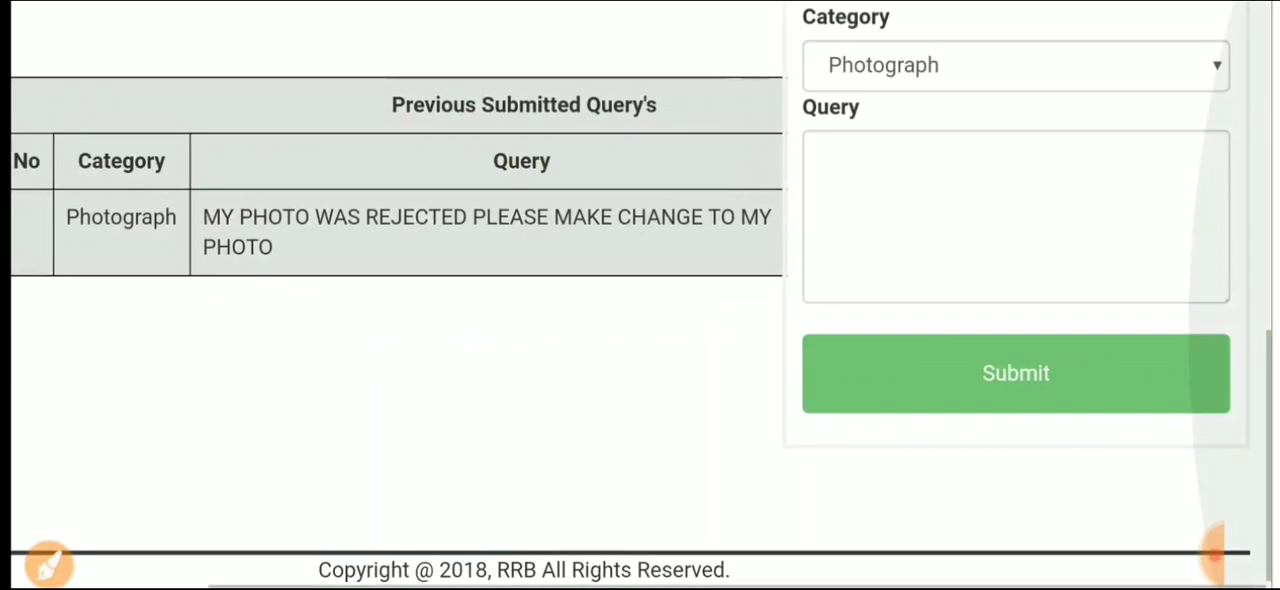 Category
Photograph
Query
Submit
Previous Submitted Query's
No Category Query
Photograph MY PHOTO WAS REJECTED PLEASE MAKE CHANGE TO MY
PHOTO
Copyright @ 2018, RRB All Rights Reserved.